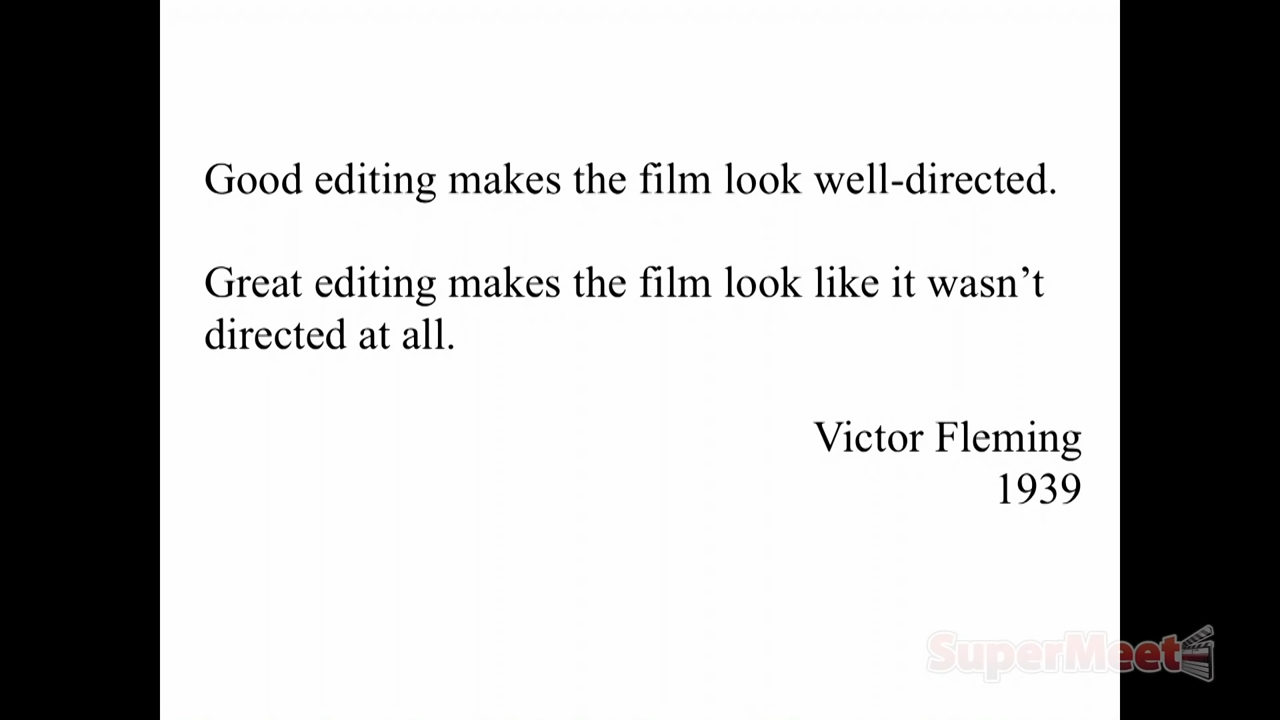 Good editing makes the film look well-directed.
Great editing makes the film look like it wasn’t
directed at all.
Victor Fleming
1939
SuperMeet